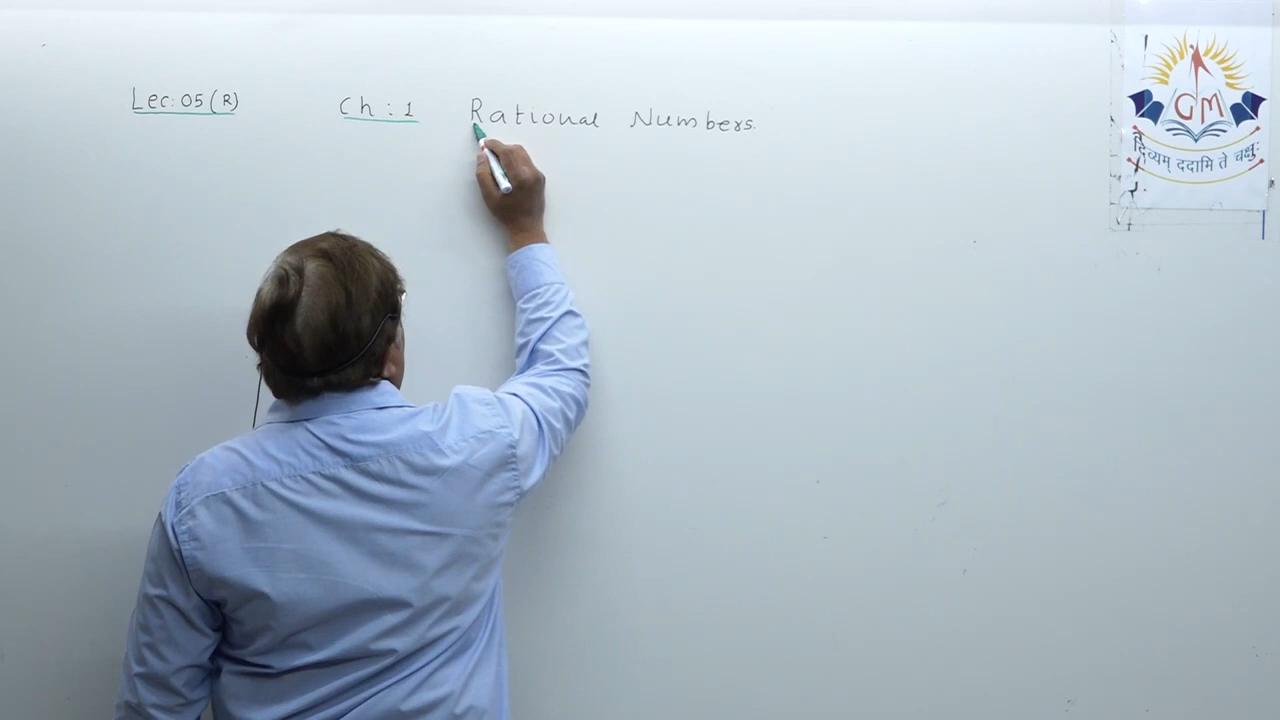 Lec: 05 (R) Ch : 1 Rational Numbers.
GM
दिव्यम् ददामि ते चक्षुः